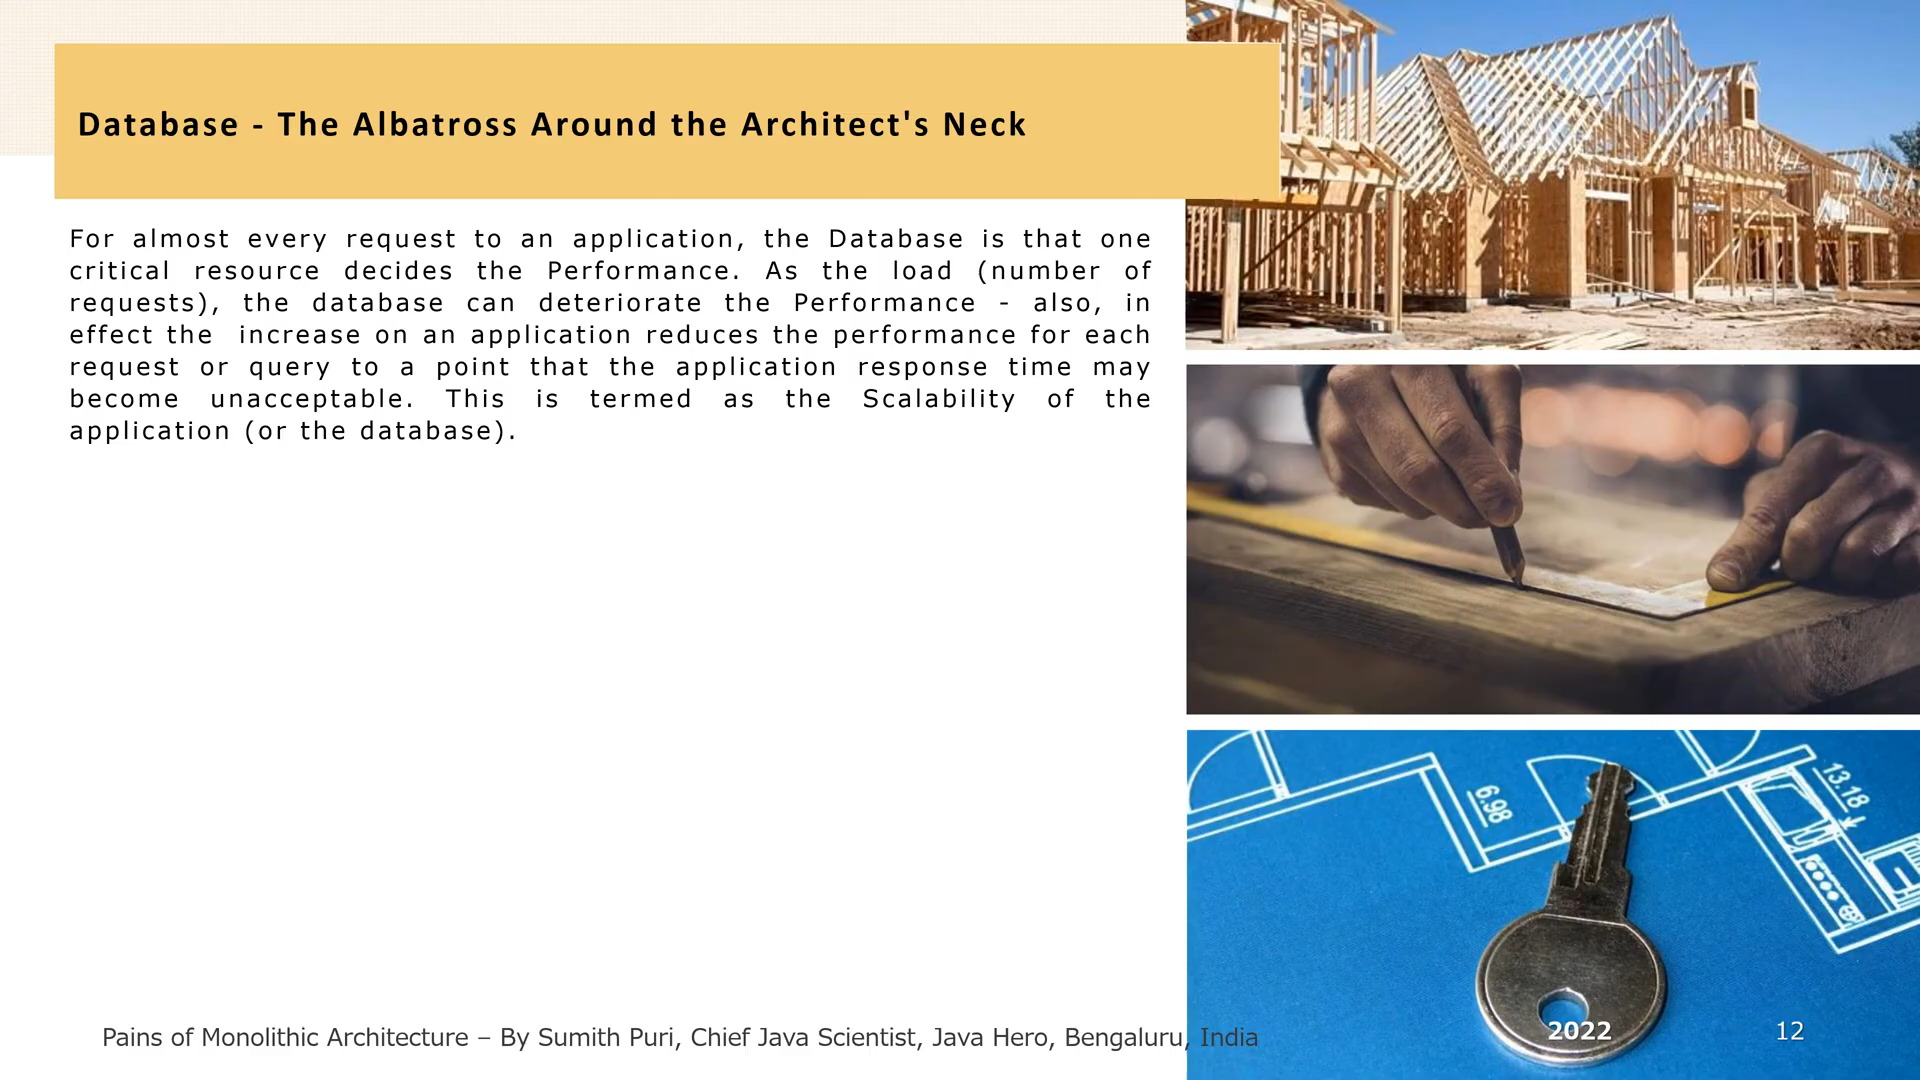 Database - The Albatross Around the Architect's Neck
For almost every request to an application, the Database is that one
critical resource decides the Performance. As the load (number of
requests), the database can deteriorate the Performance - also, in
effect the increase on an application reduces the performance for each
request or query to a point that the application response time may
become unacceptable. This is termed as the Scalability of the
application (or the database).
6.98
13.18
Pains of Monolithic Architecture – By Sumith Puri, Chief Java Scientist, Java Hero, Bengaluru, India
2022
12